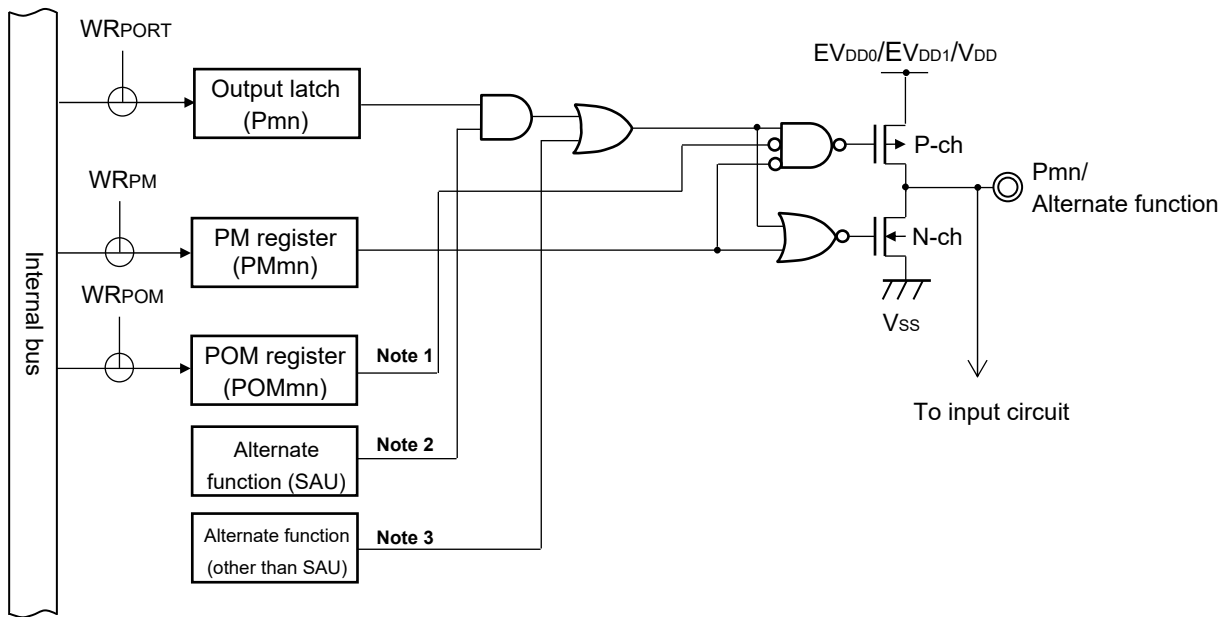 WRPORT
EVDD0/EVDD1/VDD
Output latch
(Pmn)
P-ch
WRPM
Pmn/
Alternate function
PM register
(PMmn)
N-ch
Internal bus
WRPOM
VSS
POM register
(POMmn)
Note 1
To input circuit
Alternate
function (SAU)
Note 2
Alternate function
(other than SAU)
Note 3